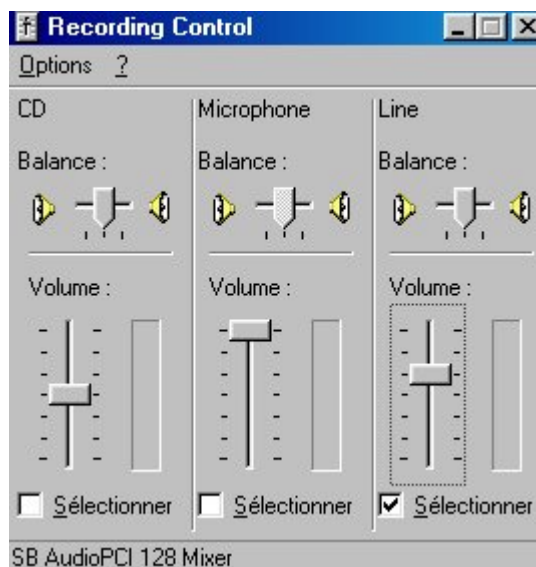 Recording Control
Options ?
CD Microphone Line
Balance : Balance : Balance :
Volume : Volume : Volume :
Sélectionner Sélectionner Sélectionner
SB AudioPCI 128 Mixer